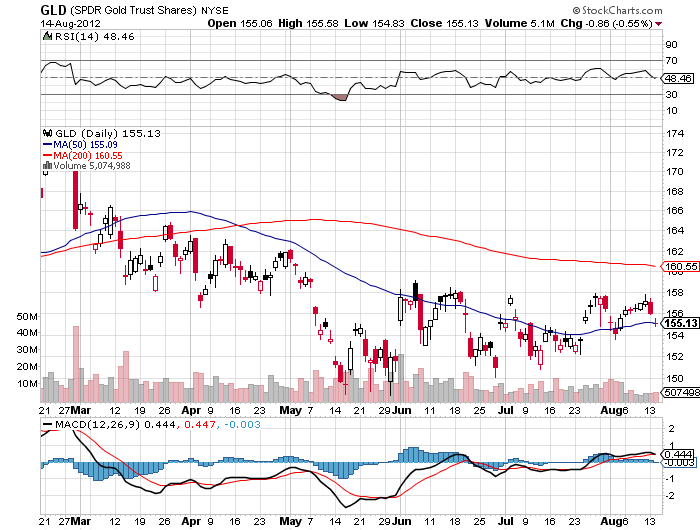 GLD (SPDR Gold Trust Shares) NYSE
© StockCharts.com
14-Aug-2012
Open 155.06 High 155.58 Low 154.83 Close 155.13 Volume 5.1M Chg -0.86 (-0.55%)
RSI(14) 48.46
90
70
48.46
30
10
GLD (Daily) 155.13
MA(50) 155.09
MA(200) 160.55
Volume 5,074,988
174
172
170
168
166
164
162
160.55
160
158
156
155.13
154
152
150
5074988
50M
40M
30M
20M
10M
21 27 Mar 12 19 26 Apr 9 16 23 May 7 14 21 29 Jun 11 18 25 Jul 9 16 23 Aug 6 13
MACD(12,26,9) 0.444, 0.447, -0.003
2
1
0.444
-0.003
-1
-2
21 27 Mar 12 19 26 Apr 9 16 23 May 7 14 21 29 Jun 11 18 25 Jul 9 16 23 Aug 6 13